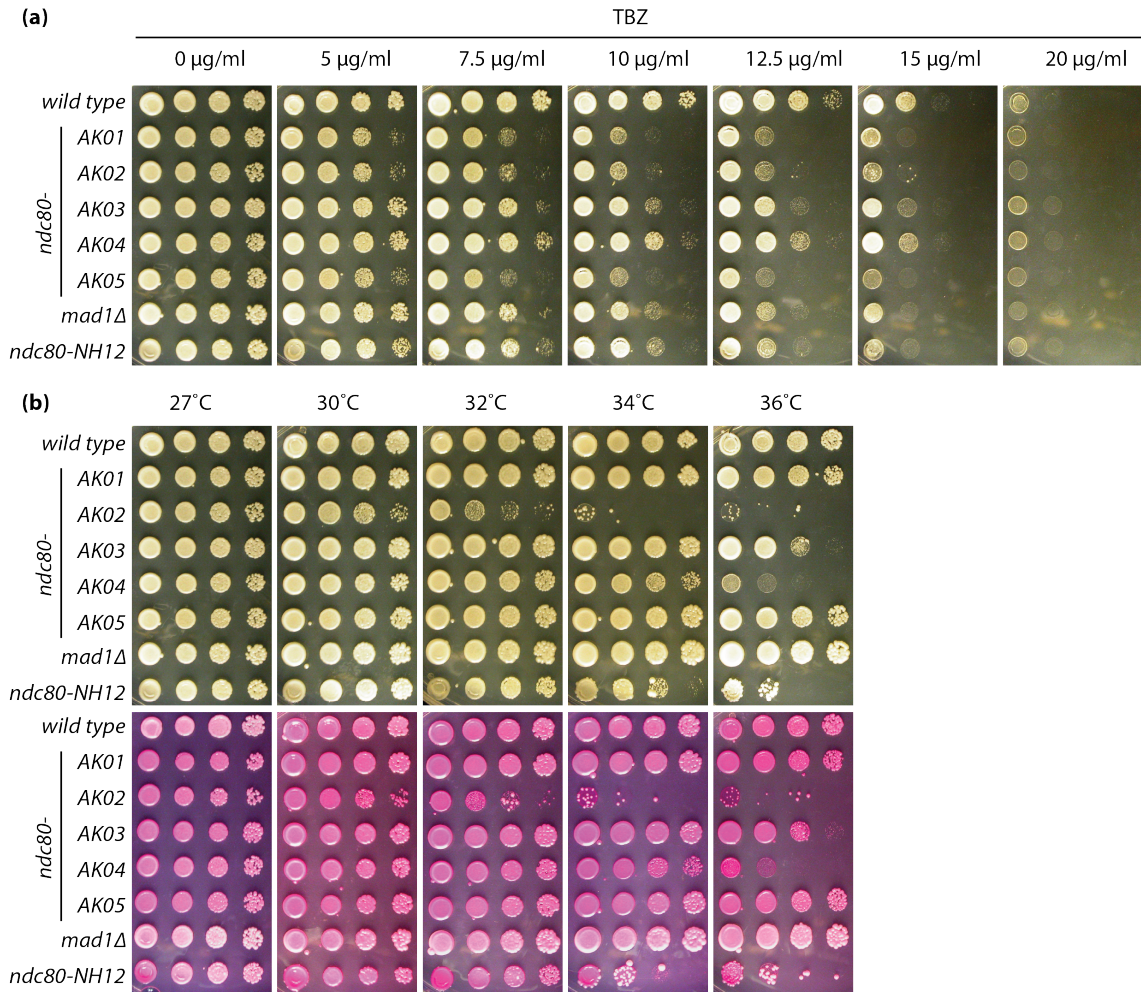 (a)
TBZ
0 µg/ml 5 µg/ml 7.5 µg/ml 10 µg/ml 12.5 µg/ml 15 µg/ml 20 µg/ml
wild type
ndc80-
AK01
AK02
AK03
AK04
AK05
mad1Δ
ndc80-NH12
(b)
27˚C 30˚C 32˚C 34˚C 36˚C
wild type
ndc80-
AK01
AK02
AK03
AK04
AK05
mad1Δ
ndc80-NH12
wild type
ndc80-
AK01
AK02
AK03
AK04
AK05
mad1Δ
ndc80-NH12